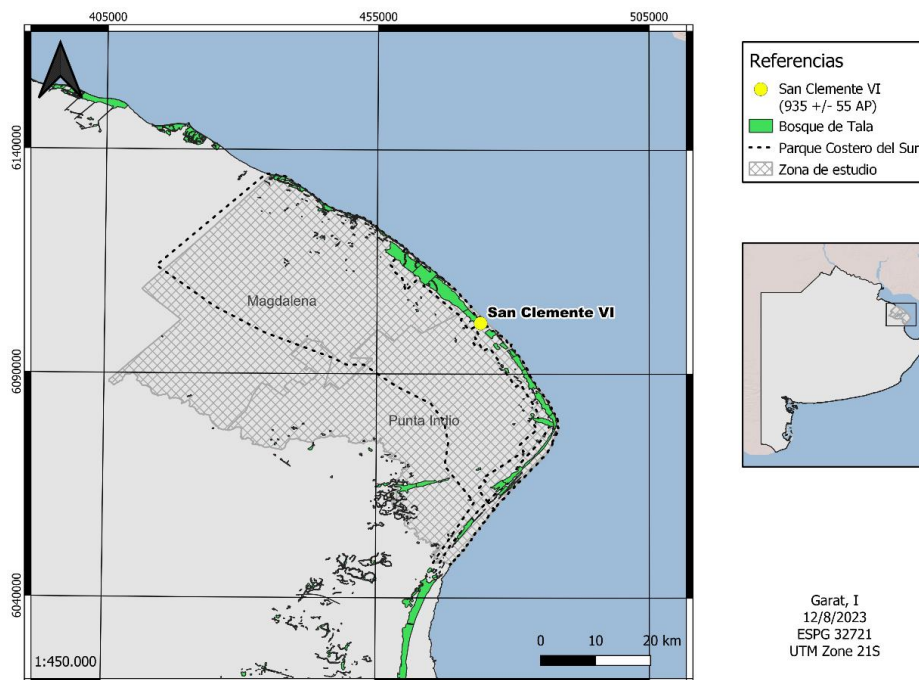 405000
455000
505000
6140000
6090000
6040000
Magdalena
Punta Indio
San Clemente VI
1:450.000
0 10 20 km
Referencias
San Clemente VI
(935 +/- 55 AP)
Bosque de Tala
Parque Costero del Sur
Zona de estudio
Garat, I
12/8/2023
ESPG 32721
UTM Zone 21S